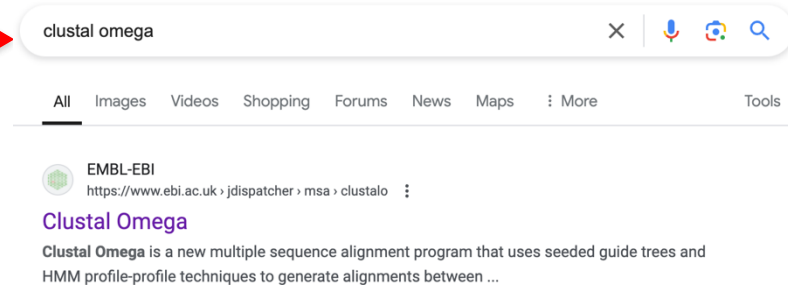 clustal omega
All Images Videos Shopping Forums News Maps ⋮ More Tools
EMBL-EBI
https://www.ebi.ac.uk › jdispatcher › msa › clustalo ⋮
Clustal Omega
Clustal Omega is a new multiple sequence alignment program that uses seeded guide trees and
HMM profile-profile techniques to generate alignments between ...